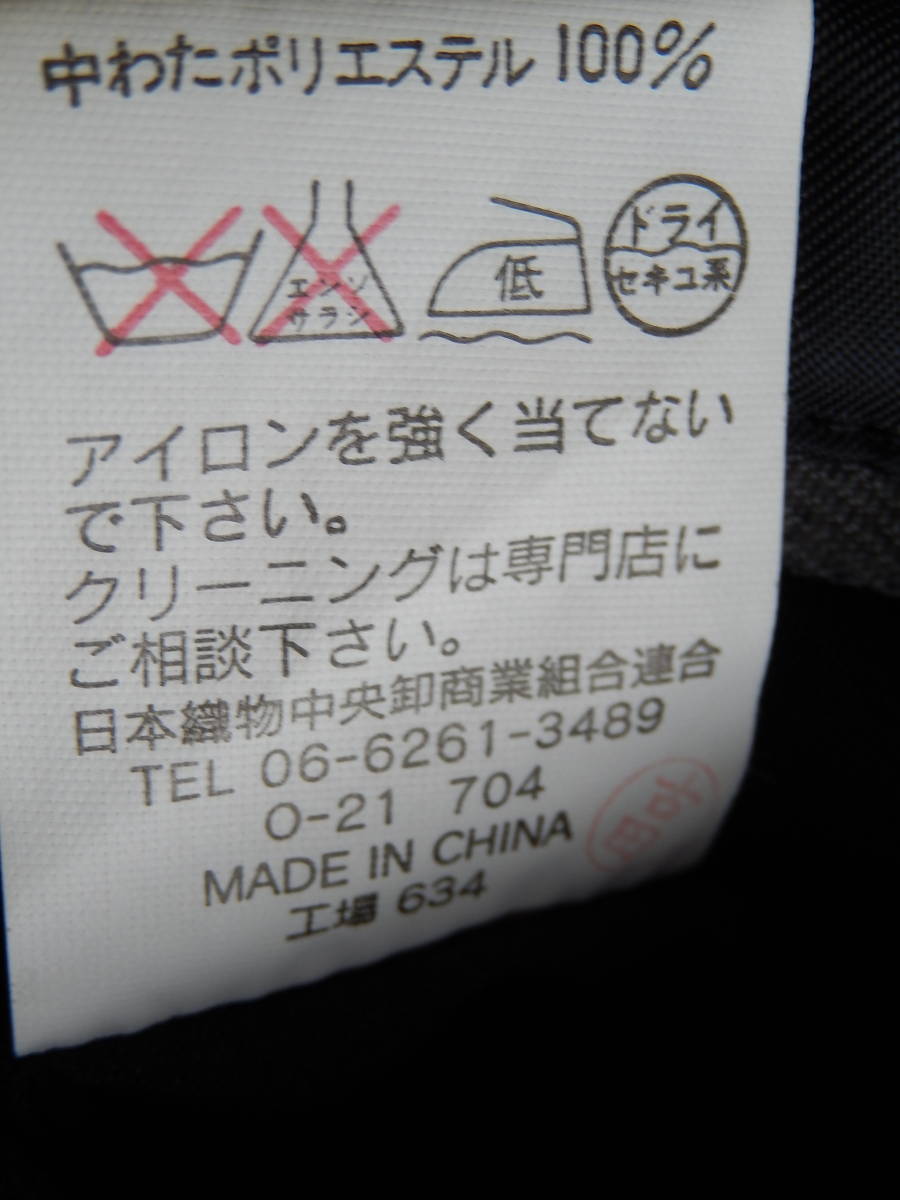 中わたポリエステル 100%
エンソ
サラシ
低
ドライ
セキユ系
アイロンを強く当てない
で下さい。
クリーニングは専門店に
ご相談下さい。
日本織物中央卸商業組合連合
TEL 06-6261-3489
O-21 704
MADE IN CHINA
工場 634